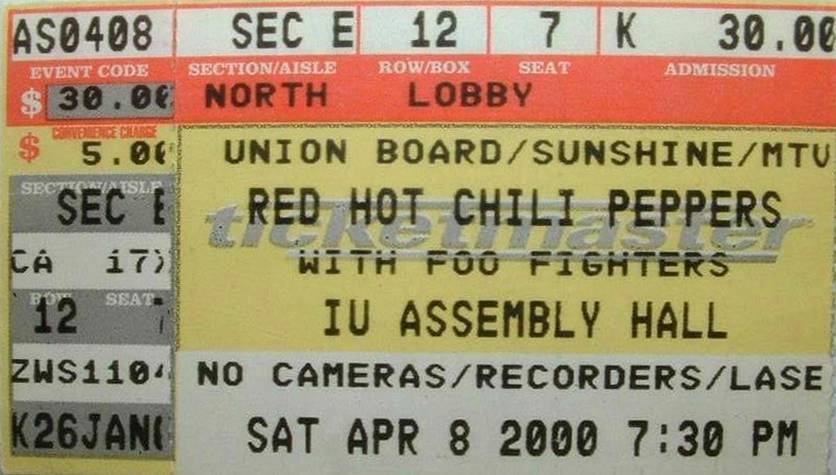 AS0408 SEC E 12 7 K 30.00
EVENT CODE SECTION/AISLE ROW/BOX SEAT ADMISSION
$ 30.00 NORTH LOBBY
CONVENIENCE CHARGE
$ 5.00
UNION BOARD/SUNSHINE/MTV
SECTION/AISLE
SEC E RED HOT CHILI PEPPERS
ticketmaster
CA 17X WITH FOO FIGHTERS
ROW SEAT
12 7 IU ASSEMBLY HALL
ZWS1104 NO CAMERAS/RECORDERS/LASE
K26JAN0 SAT APR 8 2000 7:30 PM